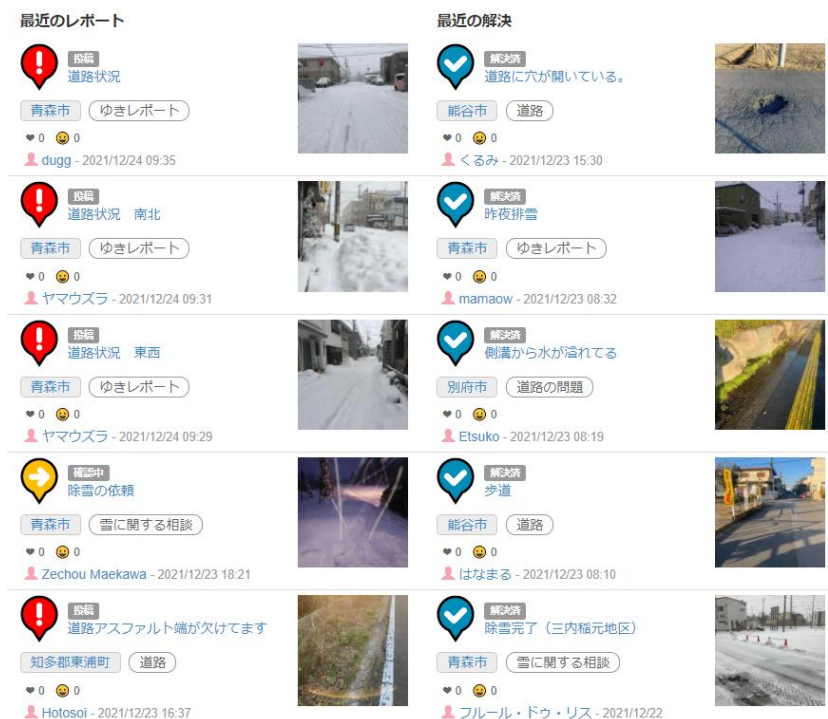 最近のレポート
投稿
道路状況
青森市 ゆきレポート
0 0
dugg - 2021/12/24 09:35
投稿
道路状況　南北
青森市 ゆきレポート
0 0
ヤマウズラ - 2021/12/24 09:31
投稿
道路状況　東西
青森市 ゆきレポート
0 0
ヤマウズラ - 2021/12/24 09:29
確認中
除雪の依頼
青森市 雪に関する相談
0 0
Zechou Maekawa - 2021/12/23 18:21
投稿
道路アスファルト端が欠けてます
知多郡東浦町 道路
0 0
Hotosoi - 2021/12/23 16:37
最近の解決
解決済
道路に穴が開いている。
熊谷市 道路
0 0
くるみ - 2021/12/23 15:30
解決済
昨夜排雪
青森市 ゆきレポート
0 0
mamaow - 2021/12/23 08:32
解決済
側溝から水が溢れてる
別府市 道路の問題
0 0
Etsuko - 2021/12/23 08:19
解決済
歩道
熊谷市 道路
0 0
はなまる - 2021/12/23 08:10
解決済
除雪完了（三内稲元地区）
青森市 雪に関する相談
0 0
フルール・ドゥ・リス - 2021/12/22